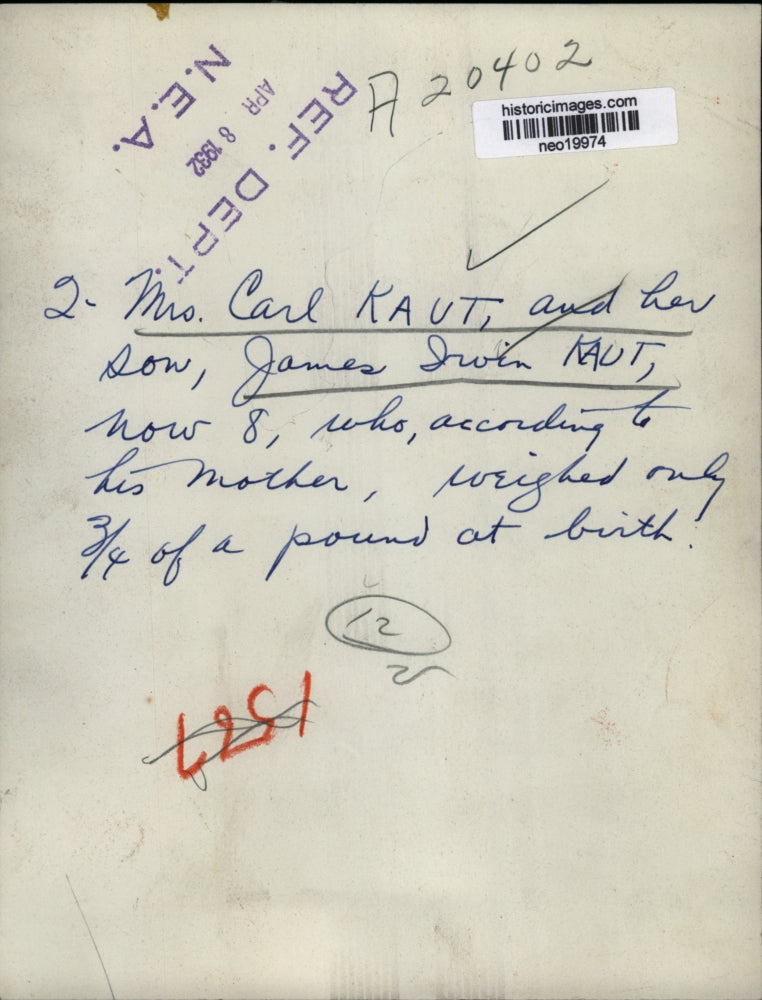 A 20402
historicimages.com
neo19974
REF. DEPT.
APR 8 1932
N.E.A.
2- Mrs. Carl KAUT, and her
son, James Irwin KAUT,
now 8, who, according to
his mother, weighed only
3/4 of a pound at birth!
12